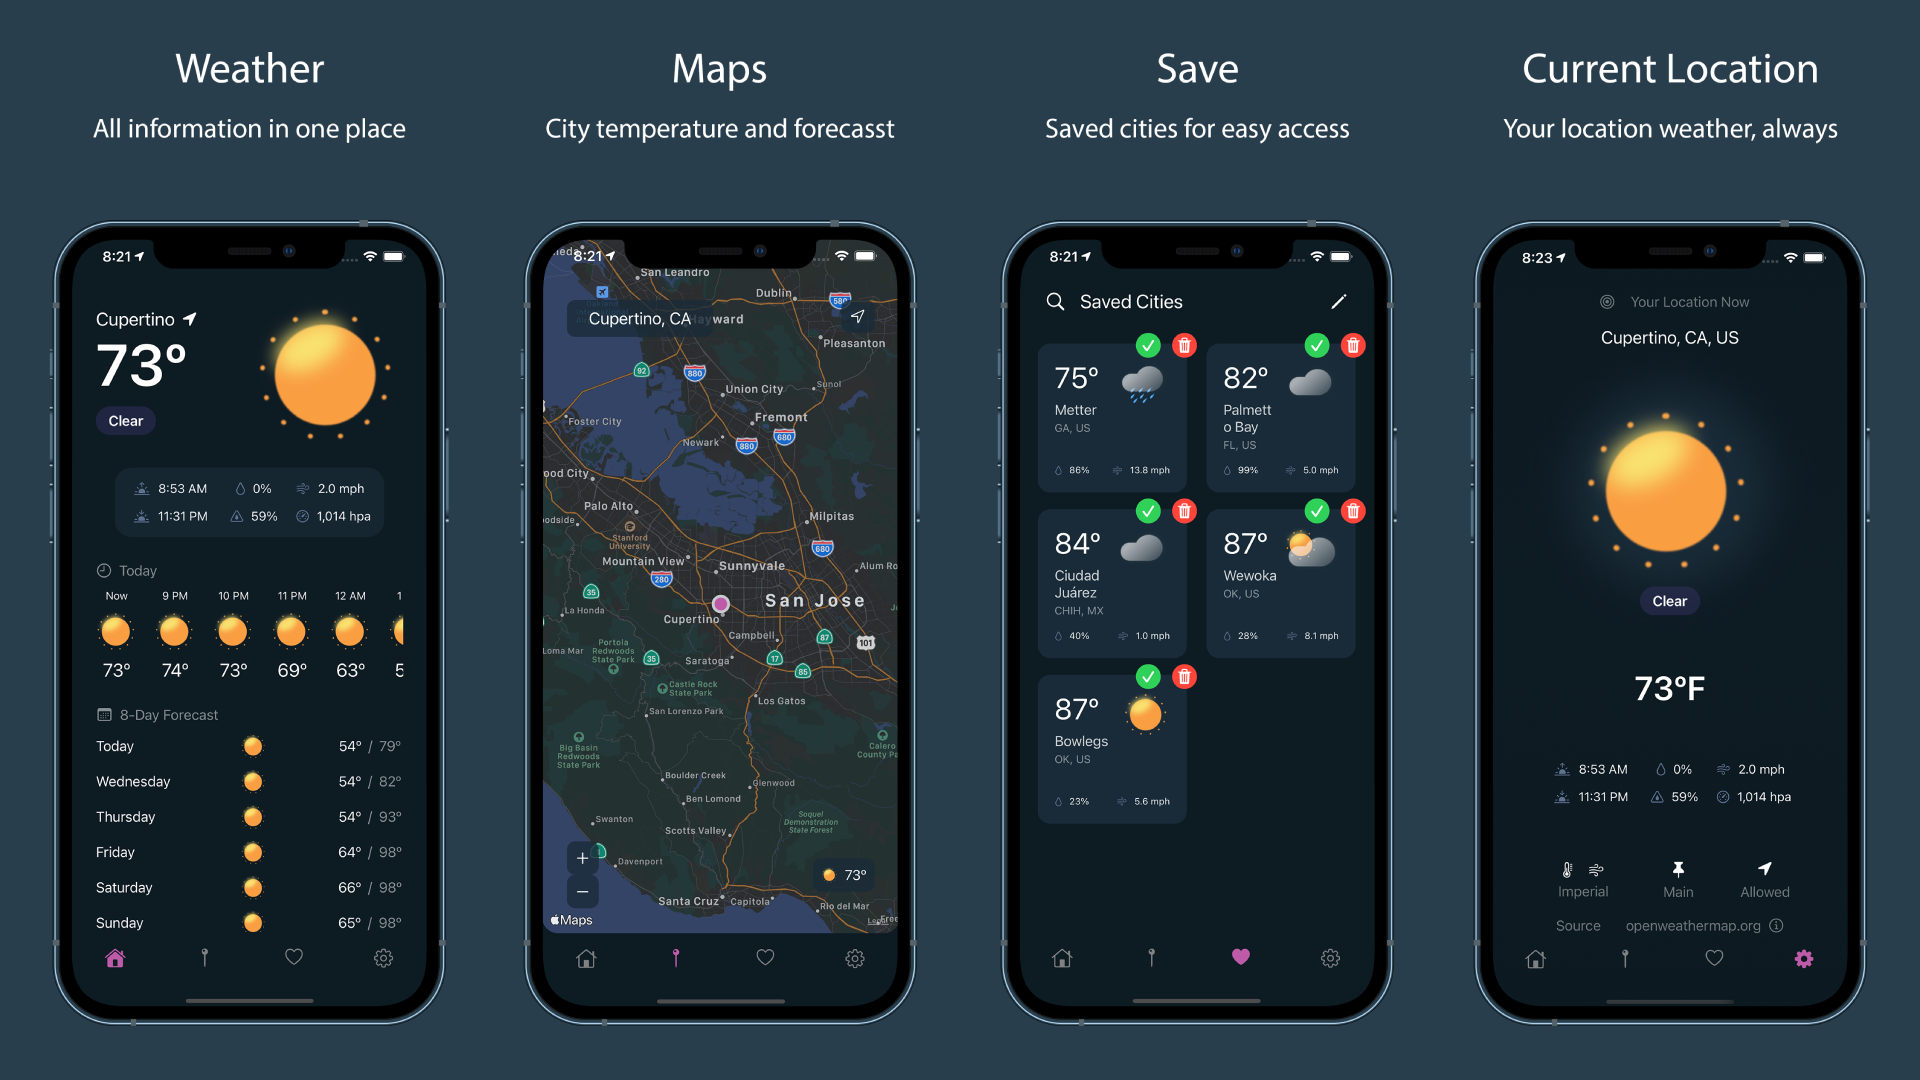 Weather
All information in one place
8:21
Cupertino
73°
Clear
8:53 AM 0% 2.0 mph
11:31 PM 59% 1,014 hpa
Today
Now 9 PM 10 PM 11 PM 12 AM 1
73° 74° 73° 69° 63° 5
8-Day Forecast
Today 54° / 79°
Wednesday 54° / 82°
Thursday 54° / 93°
Friday 64° / 98°
Saturday 66° / 98°
Sunday 65° / 98°
Maps
City temperature and forecasst
8:21
San Leandro
Dublin
580
Cupertino, CA
ayward
Pleasanton
92
880
Union City
Sunol
Foster City
Fremont
Newark
880
680
ood City
Palo Alto
oodside
Milpitas
Stanford
University
680
Mountain View
Sunnyvale
Alum Ro
280
35
San Jose
La Honda
Cupertino
Campbell
87
101
Portola
Redwoods
State Park
Loma Mar
35
Saratoga
17
85
Castle Rock
State Park
Los Gatos
San Lorenzo Park
Big Basin
Redwoods
State Park
Calero
County Pa
Boulder Creek
Glenwood
Ben Lomond
Swanton
Scotts Valley
Soquel
Demonstration
State Forest
+
Davenport
73°
−
Santa Cruz
Capitola
Rio del Mar
Maps
Save
Saved cities for easy access
8:21
Saved Cities
75°
Metter
GA, US
86% 13.8 mph
82°
Palmett
o Bay
FL, US
99% 5.0 mph
84°
Ciudad
Juárez
CHIH, MX
40% 1.0 mph
87°
Wewoka
OK, US
28% 8.1 mph
87°
Bowlegs
OK, US
23% 5.6 mph
Current Location
Your location weather, always
8:23
Your Location Now
Cupertino, CA, US
Clear
73°F
8:53 AM 0% 2.0 mph
11:31 PM 59% 1,014 hpa
Imperial Main Allowed
Source openweathermap.org